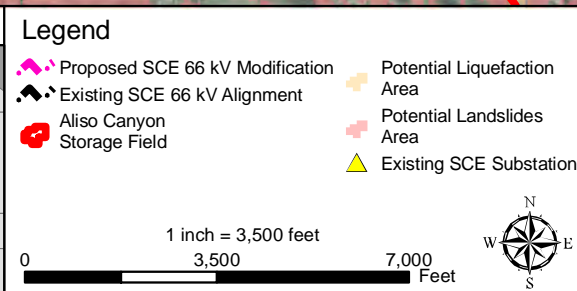 Legend
Proposed SCE 66 kV Modification
Existing SCE 66 kV Alignment
Aliso Canyon
Storage Field
Potential Liquefaction
Area
Potential Landslides
Area
Existing SCE Substation
1 inch = 3,500 feet
0 3,500 7,000
Feet
N
W E
S